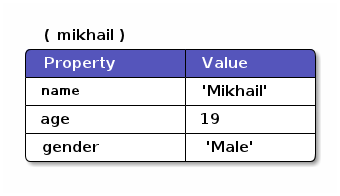 ( mikhail )
Property Value
name 'Mikhail'
age 19
gender 'Male'